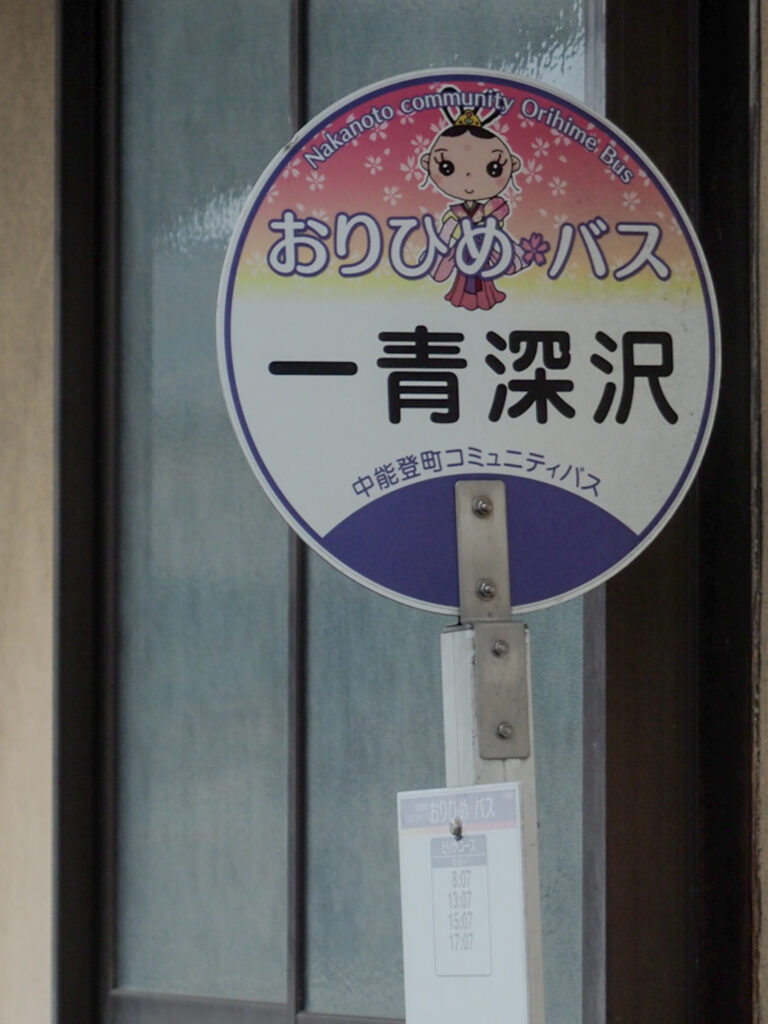 Nakanoto community Orihime Bus
おりひめバス
一青深沢
中能登町コミュニティバス
おりひめバス
8:07
13:07
15:07
17:07